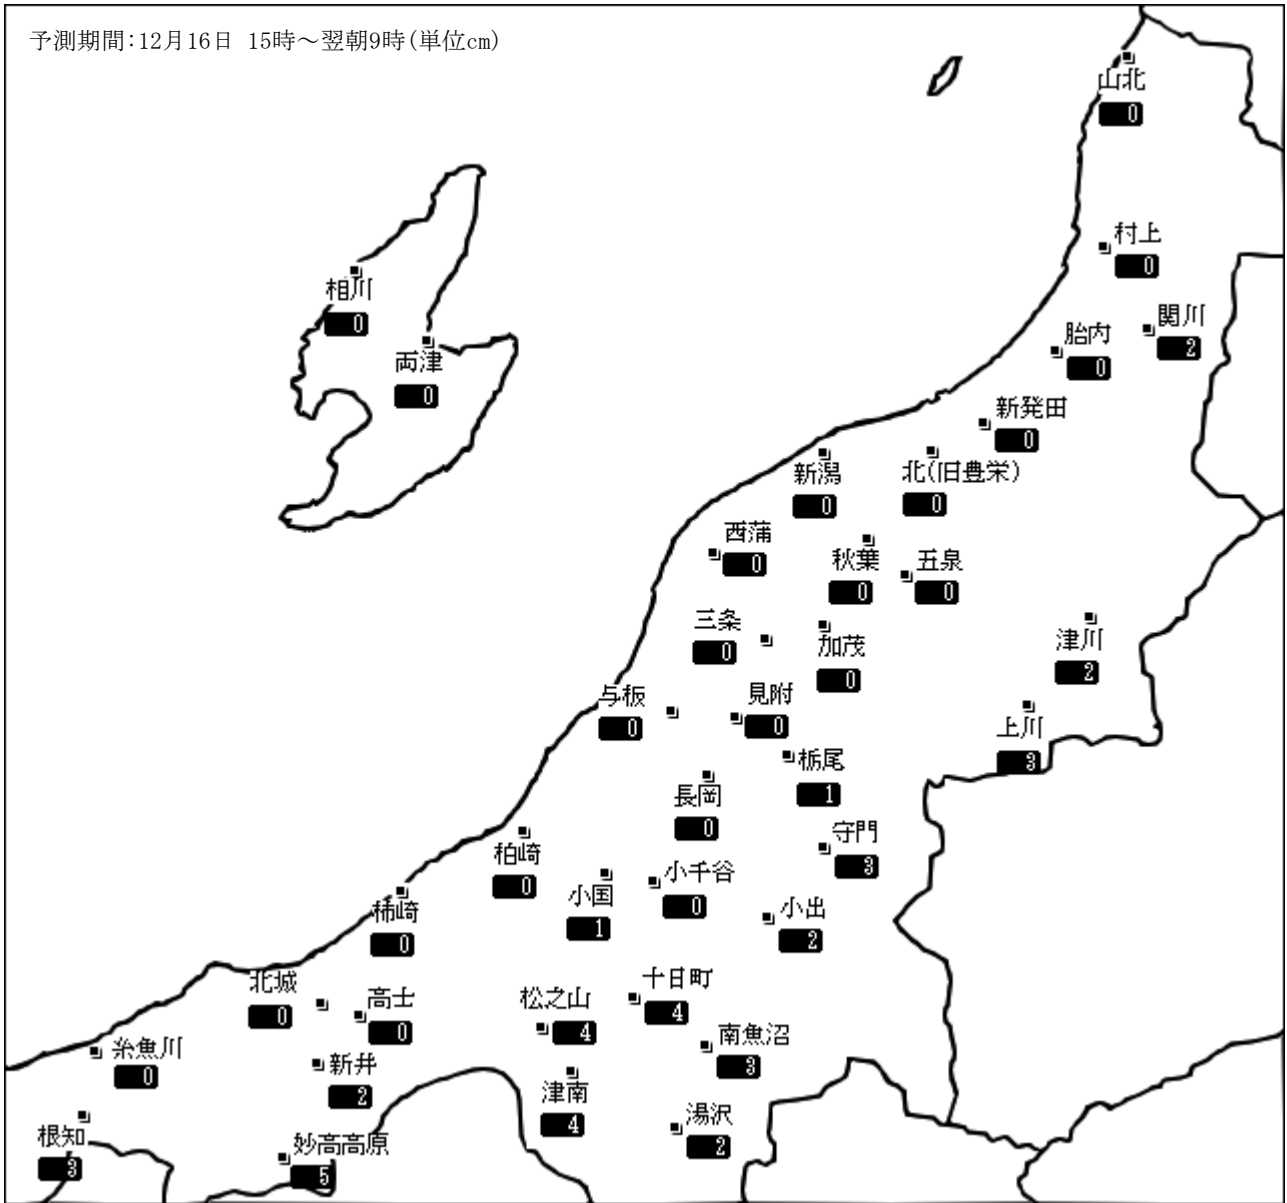 予測期間:12月16日 15時～翌朝9時(単位cm)
山北
0
村上
0
相川
0
両津
0
関川
2
胎内
0
新発田
0
新潟
0
北(旧豊栄)
0
西蒲
0
秋葉
0
五泉
0
三条
0
加茂
0
津川
2
与板
0
見附
0
上川
3
栃尾
1
長岡
0
守門
3
柏崎
0
小国
1
小千谷
0
小出
2
柿崎
0
北城
0
高士
0
松之山
4
十日町
4
南魚沼
3
糸魚川
0
新井
2
津南
4
湯沢
2
根知
3
妙高高原
5